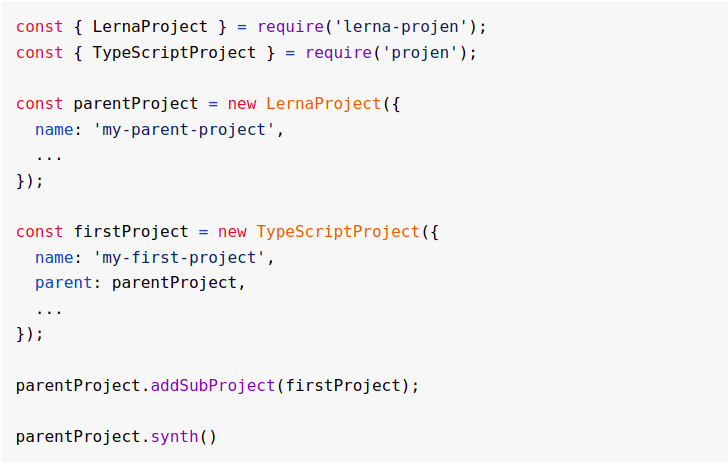 const { LernaProject } = require('lerna-projen');
const { TypeScriptProject } = require('projen');

const parentProject = new LernaProject({
  name: 'my-parent-project',
  ...
});

const firstProject = new TypeScriptProject({
  name: 'my-first-project',
  parent: parentProject,
  ...
});

parentProject.addSubProject(firstProject);

parentProject.synth()